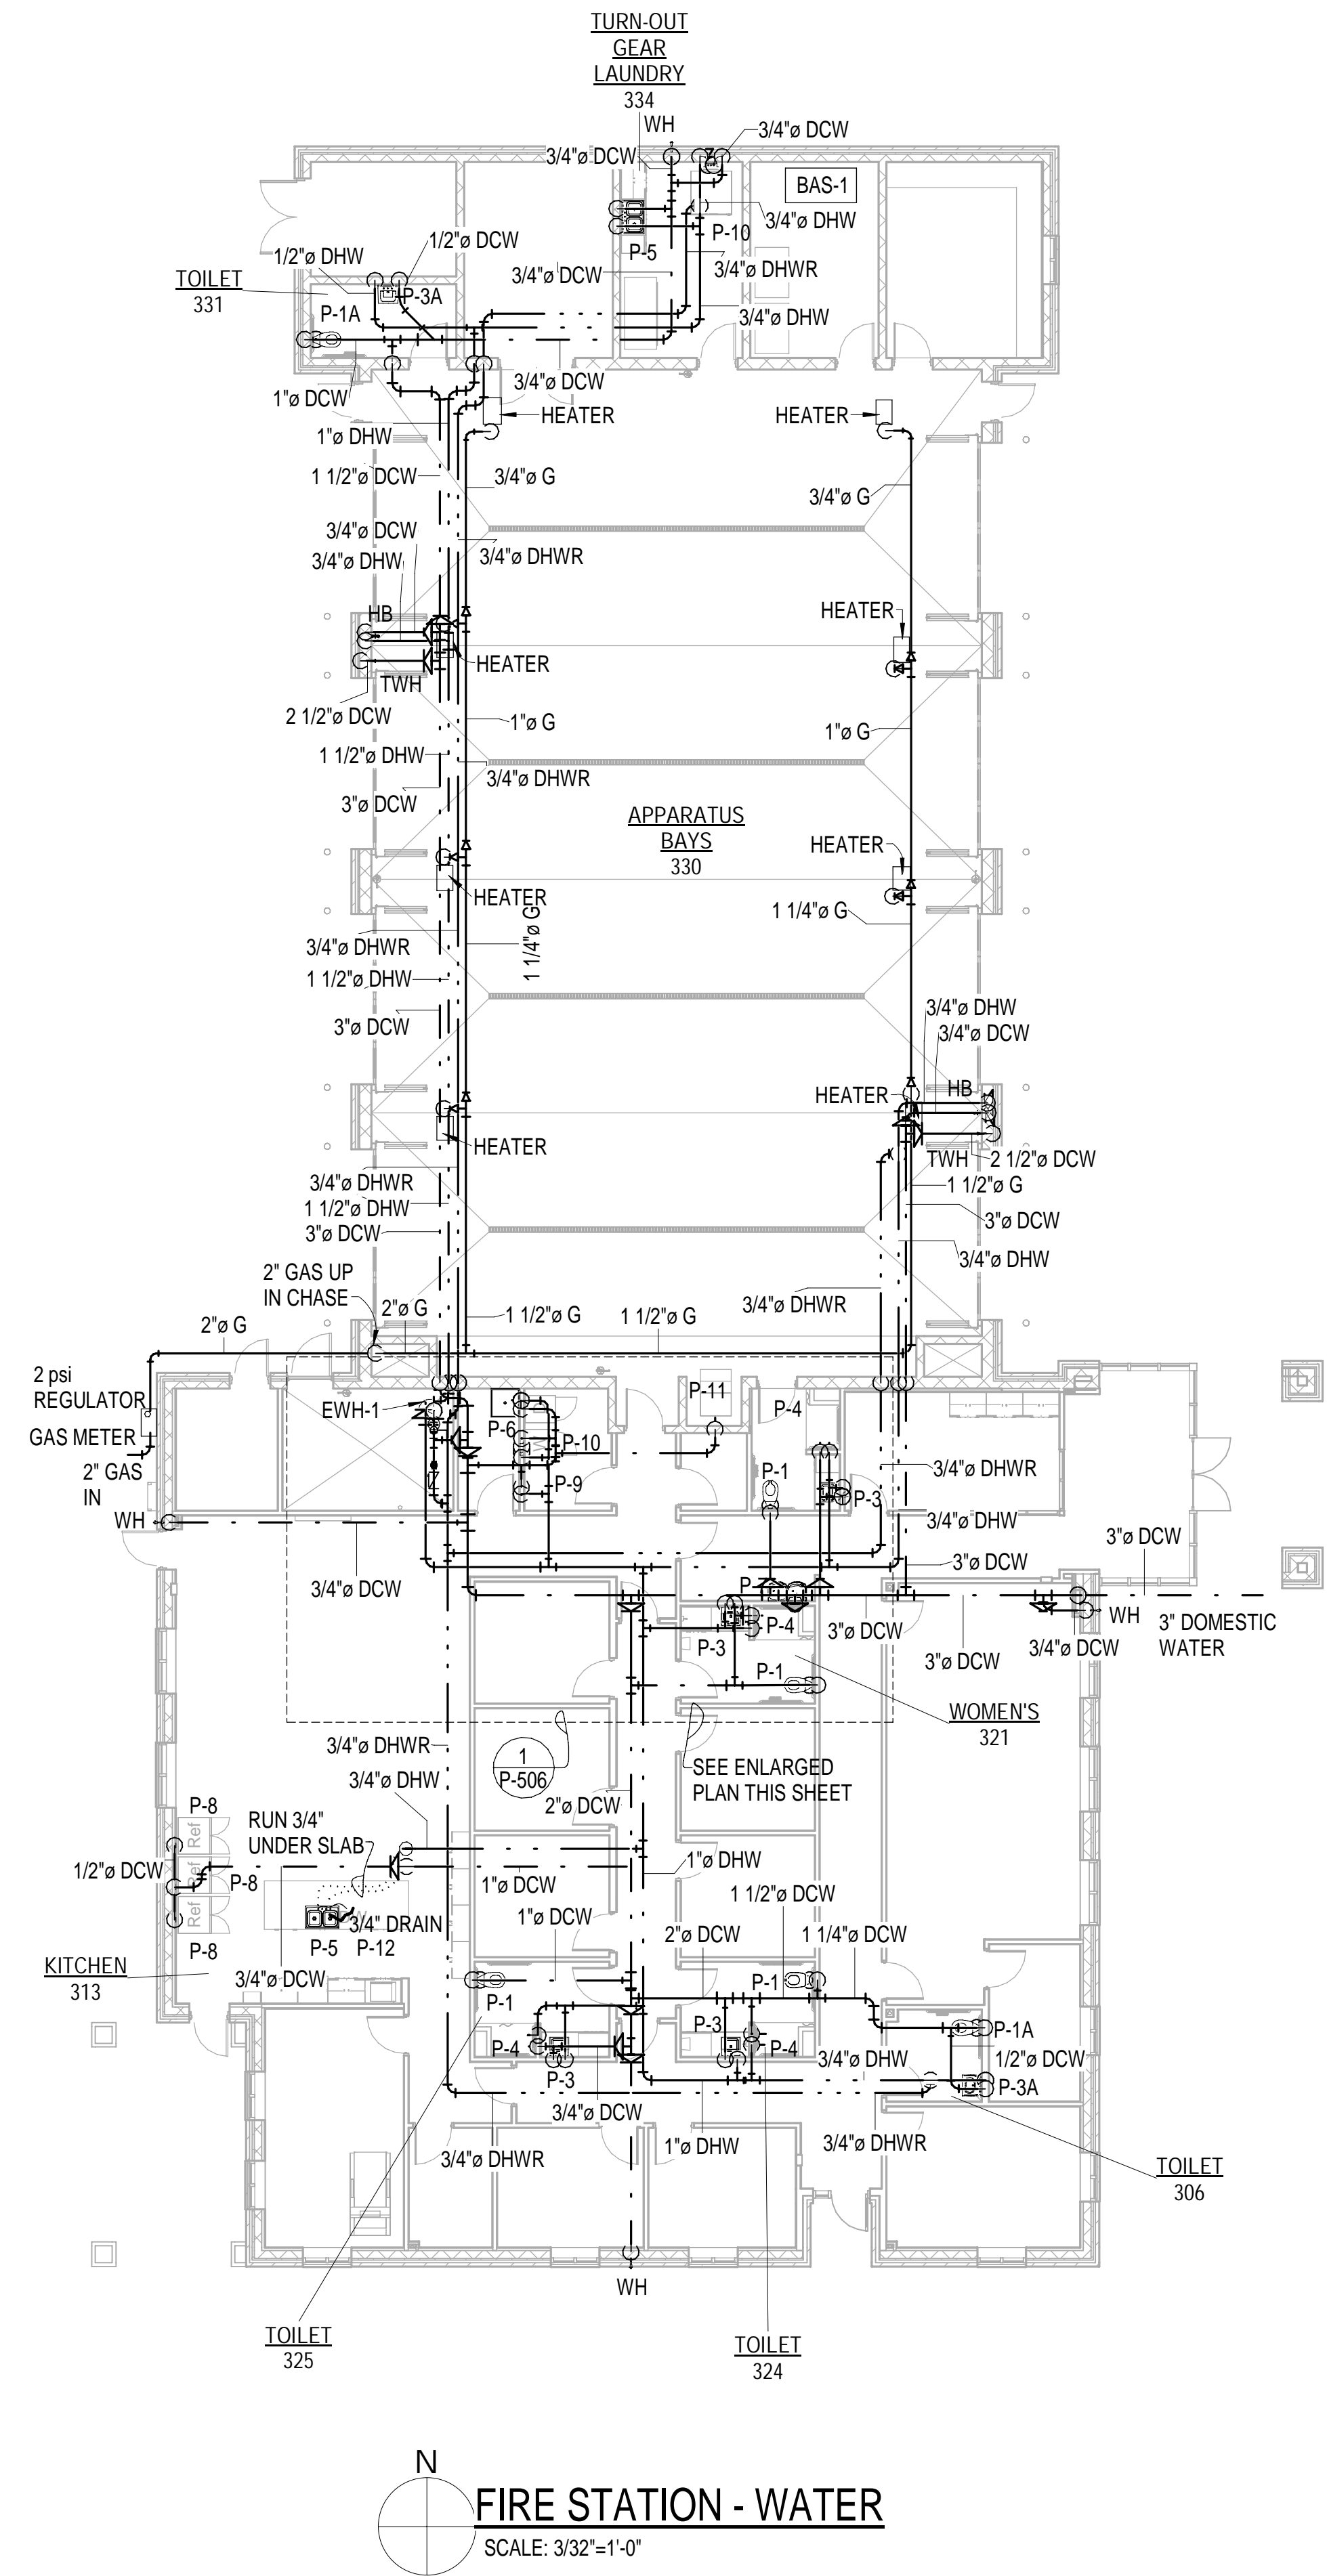 TURN-OUT
GEAR
LAUNDRY
334
WH
3/4"ø DCW
3/4"ø DCW
BAS-1
3/4"ø DHW
P-10
P-5
1/2"ø DCW
1/2"ø DHW
3/4"ø DCW
3/4"ø DHWR
TOILET
331
P-3A
P-1A
3/4"ø DHW
3/4"ø DCW
1"ø DCW
HEATER
HEATER
1"ø DHW
1 1/2"ø DCW
3/4"ø G
3/4"ø G
3/4"ø DCW
3/4"ø DHW
3/4"ø DHWR
HB
HEATER
HEATER
TWH
2 1/2"ø DCW
1"ø G
1"ø G
1 1/2"ø DHW
3/4"ø DHWR
3"ø DCW
APPARATUS
BAYS
330
HEATER
HEATER
1 1/4"ø G
1 1/4"ø G
3/4"ø DHWR
1 1/2"ø DHW
3"ø DCW
3/4"ø DHW
3/4"ø DCW
HEATER
HB
HEATER
TWH
2 1/2"ø DCW
3/4"ø DHWR
1 1/2"ø G
1 1/2"ø DHW
3"ø DCW
3"ø DCW
3/4"ø DHW
2" GAS UP
IN CHASE
3/4"ø DHWR
2"ø G
1 1/2"ø G
1 1/2"ø G
2"ø G
2 psi
REGULATOR
GAS METER
2" GAS
IN
EWH-1
P-6
P-11
P-4
P-10
P-9
P-1
P-3
3/4"ø DHWR
WH
3/4"ø DHW
3"ø DCW
3"ø DCW
3/4"ø DCW
P-
P-4
P-3
3"ø DCW
3"ø DCW
3/4"ø DCW
WH
3" DOMESTIC
WATER
P-1
WOMEN'S
321
3/4"ø DHWR
3/4"ø DHW
1
P-506
SEE ENLARGED
PLAN THIS SHEET
2"ø DCW
P-8
Ref
RUN 3/4"
UNDER SLAB
1/2"ø DCW
Ref
P-8
1"ø DCW
1"ø DHW
1 1/2"ø DCW
Ref
3/4" DRAIN
1"ø DCW
2"ø DCW
1 1/4"ø DCW
P-8
P-5
P-12
KITCHEN
313
3/4"ø DCW
P-1
P-1
P-3
P-4
P-4
P-3
P-1A
3/4"ø DHW
1/2"ø DCW
P-3A
3/4"ø DCW
1"ø DHW
3/4"ø DHWR
3/4"ø DHWR
TOILET
306
WH
TOILET
325
TOILET
324
N
FIRE STATION - WATER
SCALE: 3/32"=1'-0"